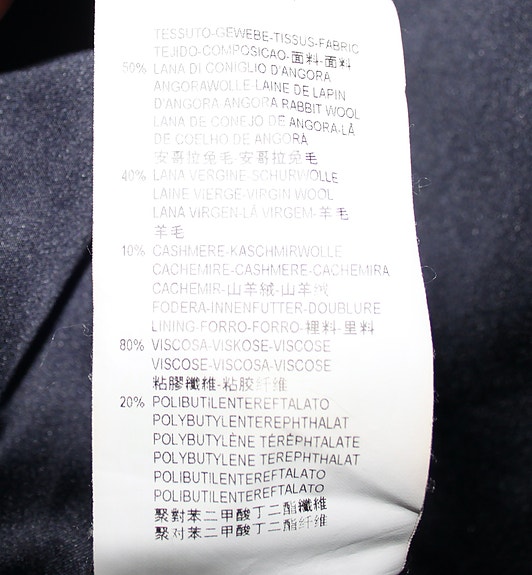 TESSUTO-GEWEBE-TISSUS-FABRIC
TEJIDO-COMPOSICAO-面料-面料
50% LANA DI CONIGLIO D'ANGORA
ANGORAWOLLE-LAINE DE LAPIN
D'ANGORA-ANGORA RABBIT WOOL
LANA DE CONEJO DE ANGORA-LÃ
DE COELHO DE ANGORÀ
安哥拉兔毛-安哥拉兔毛
40% LANA VERGINE-SCHURWOLLE
LAINE VIERGE-VIRGIN WOOL
LANA VIRGEN-LÃ VIRGEM-羊毛
羊毛
10% CASHMERE-KASCHMIRWOLLE
CACHEMIRE-CASHMERE-CACHEMIRA
CACHEMIR-山羊絨-山羊绒
FODERA-INNENFUTTER-DOUBLURE
LINING-FORRO-FORRO-裡料-里料
80% VISCOSA-VISKOSE-VISCOSE
VISCOSE-VISCOSA-VISCOSE
粘膠纖維-粘胶纤维
20% POLIBUTILENTEREFTALATO
POLYBUTYLENTEREPHTHALAT
POLYBUTYLÈNE TÉRÉPHTALATE
POLYBUTYLENE TEREPHTHALAT
POLIBUTILENTEREFTALATO
POLIBUTILENTEREFTALATO
聚對苯二甲酸丁二酯纖維
聚对苯二甲酸丁二酯纤维